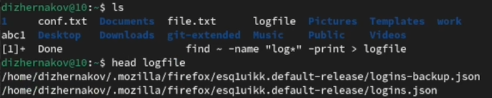 dizhernakov@10:~$ ls
1 conf.txt Documents file.txt logfile Pictures Templates work
abc1 Desktop Downloads git-extended Music Public Videos
[1]+ Done find ~ -name "log*" -print > logfile
dizhernakov@10:~$ head logfile
/home/dizhernakov/.mozilla/firefox/esq1uikk.default-release/logins-backup.json
/home/dizhernakov/.mozilla/firefox/esq1uikk.default-release/logins.json